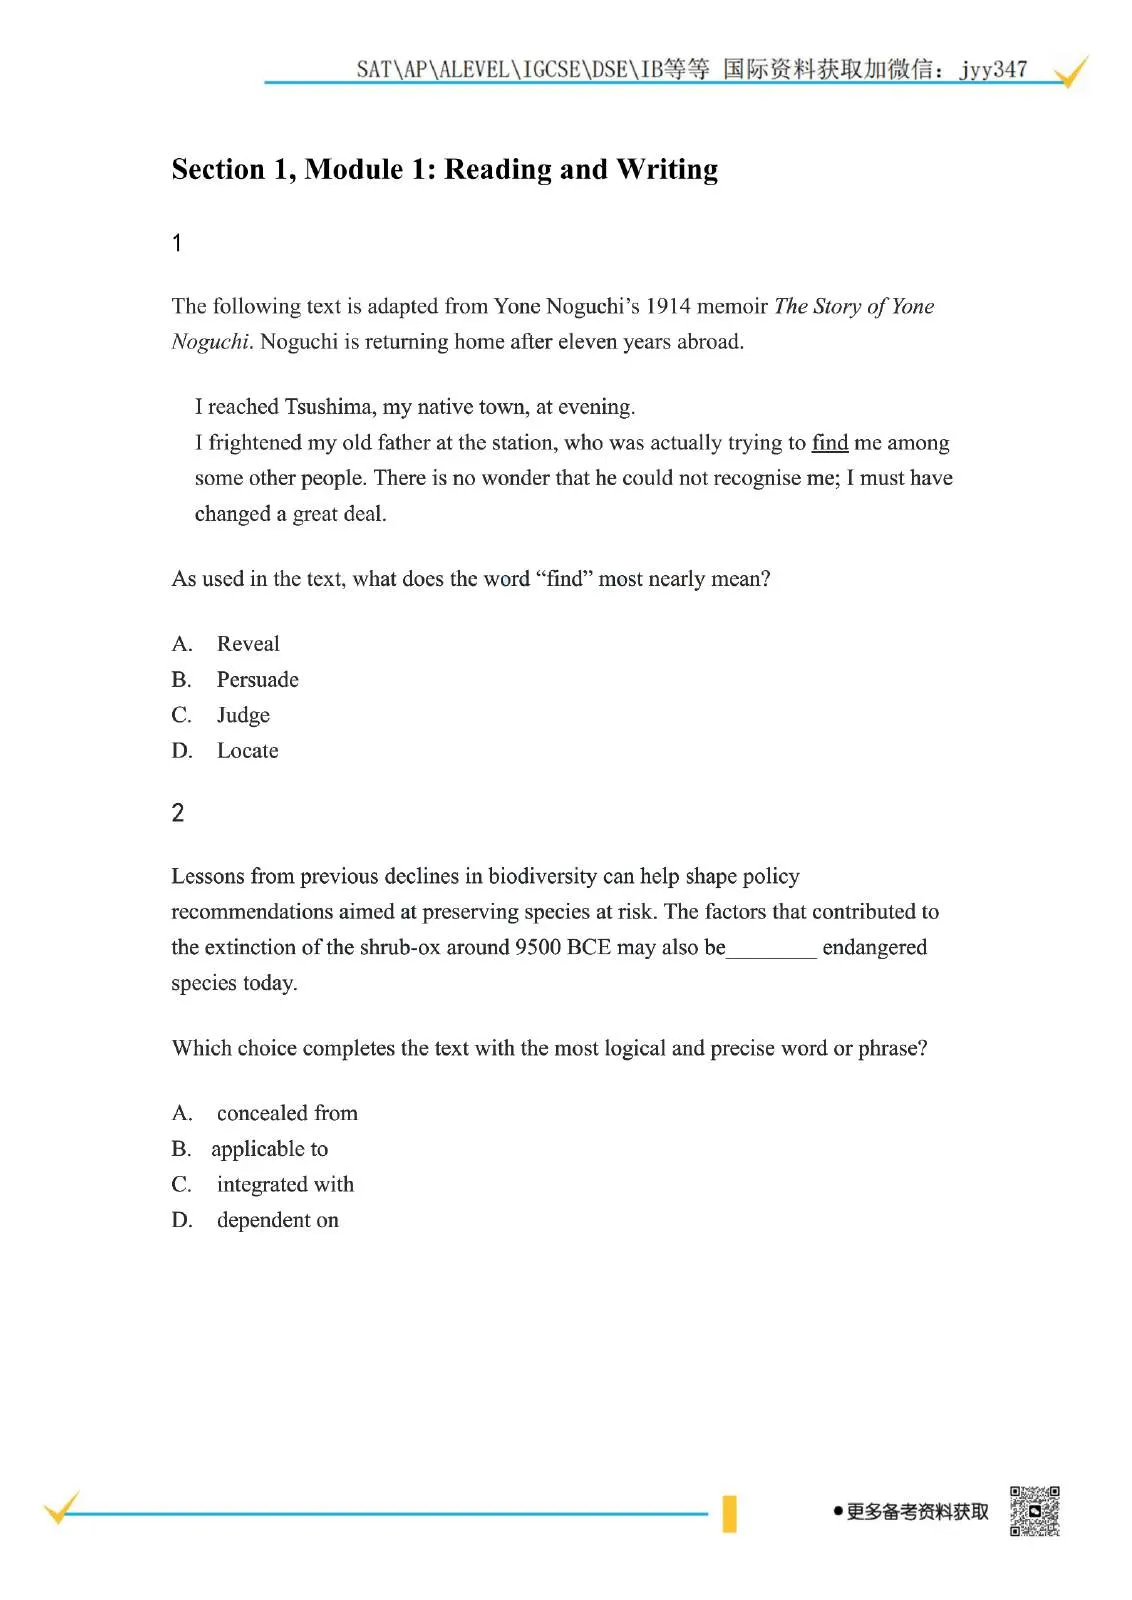 SAT\AP\ALEVEL\IGCSE\DSE\IB等等 国际资料获取加微信：jyy347
Section 1, Module 1: Reading and Writing
1
The following text is adapted from Yone Noguchi’s 1914 memoir The Story of Yone
Noguchi. Noguchi is returning home after eleven years abroad.
I reached Tsushima, my native town, at evening.
I frightened my old father at the station, who was actually trying to find me among
some other people. There is no wonder that he could not recognise me; I must have
changed a great deal.
As used in the text, what does the word “find” most nearly mean?
A. Reveal
B. Persuade
C. Judge
D. Locate
2
Lessons from previous declines in biodiversity can help shape policy
recommendations aimed at preserving species at risk. The factors that contributed to
the extinction of the shrub-ox around 9500 BCE may also be________ endangered
species today.
Which choice completes the text with the most logical and precise word or phrase?
A. concealed from
B. applicable to
C. integrated with
D. dependent on
●更多备考资料获取